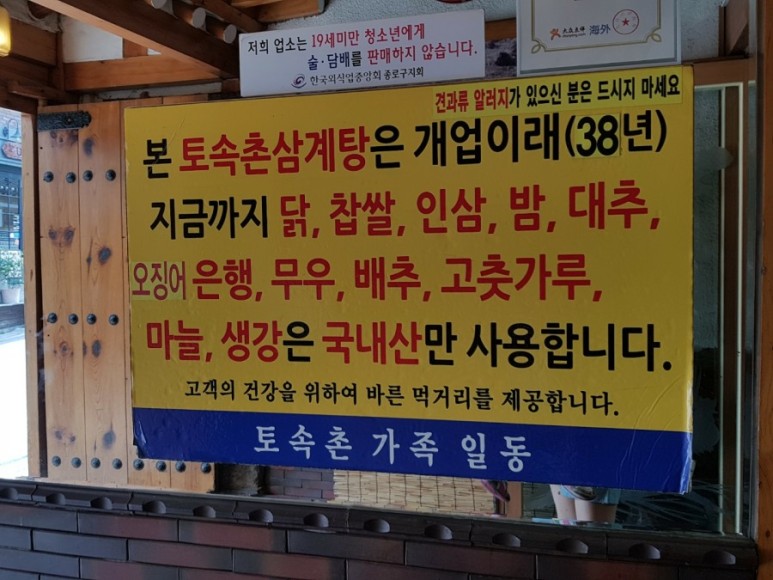 저희 업소는 19세미만 청소년에게
술·담배를 판매하지 않습니다.
한국외식업중앙회 종로구지회
海外
견과류 알러지가 있으신 분은 드시지 마세요
본 토속촌삼계탕은 개업이래(38년)
지금까지 닭, 찹쌀, 인삼, 밤, 대추,
오징어 은행, 무우, 배추, 고춧가루,
마늘, 생강은 국내산만 사용합니다.
고객의 건강을 위하여 바른 먹거리를 제공합니다.
토속촌 가족 일동